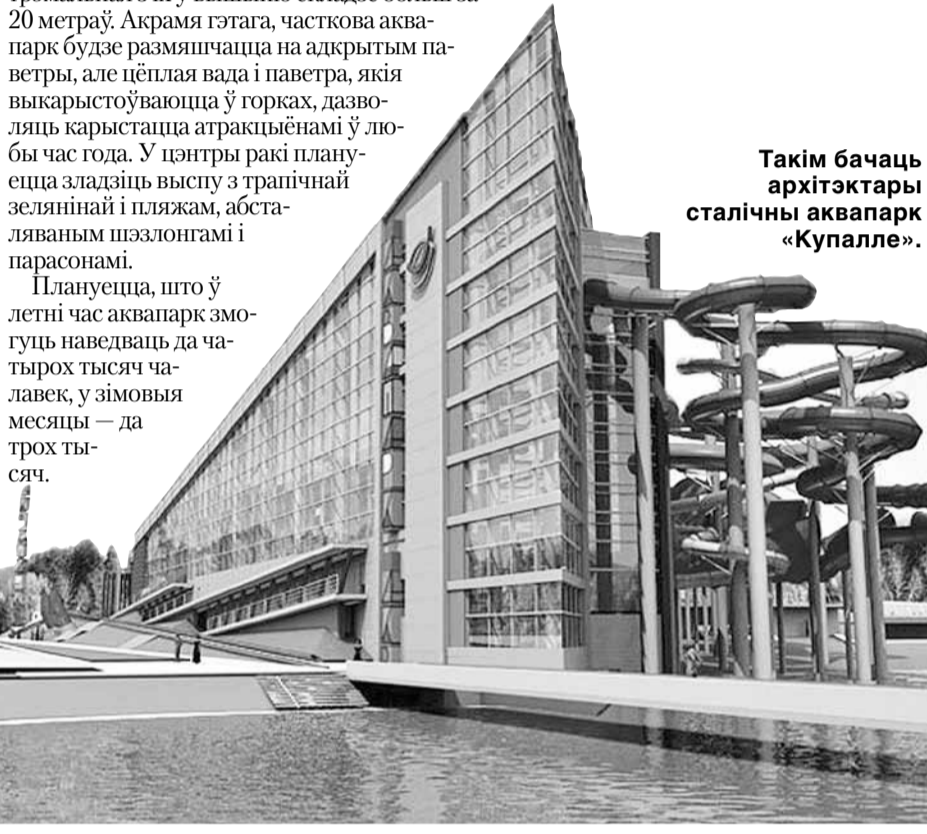 20 метраў. Акрамя гэтага, часткова аква-
парк будзе размяшчацца на адкрытым па-
ветры, але цёплая вада і паветра, якія
выкарыстоўваюцца ў горках, дазво-
ляць карыстацца атракцыёнамі ў лю-
бы час года. У цэнтры ракі плану-
ецца зладзіць выспу з трапічнай
зелянінай і пляжам, абста-
ляваным шэзлонгамі і
парасонамі.
Плануецца, што ў
летні час аквапарк змо-
гуць наведваць да ча-
тырох тысяч ча-
лавек, у зімовыя
месяцы — да
трох ты-
сяч.
Такім бачаць
архітэктары
сталічны аквапарк
«Купалле».